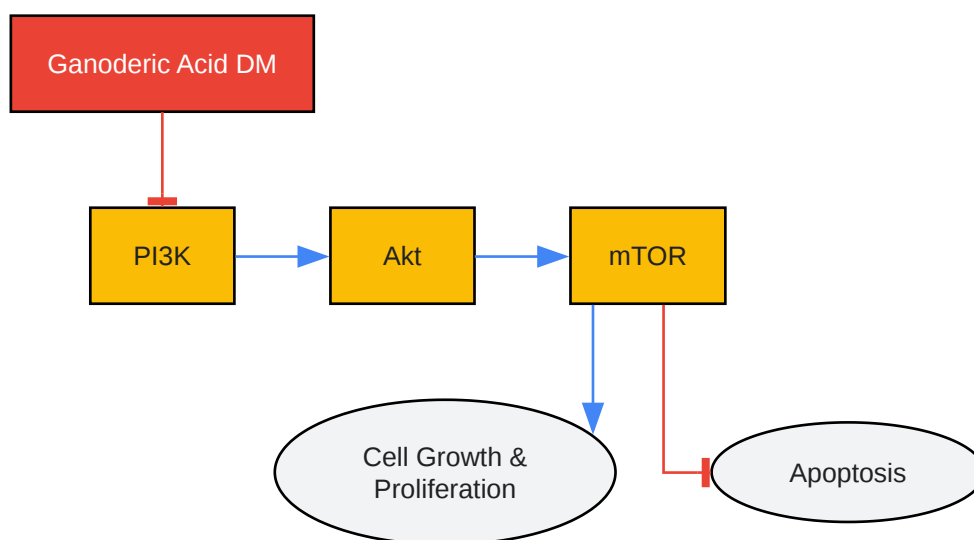 Ganoderic Acid DM
PI3K
Akt
mTOR
Cell Growth &
Proliferation
Apoptosis